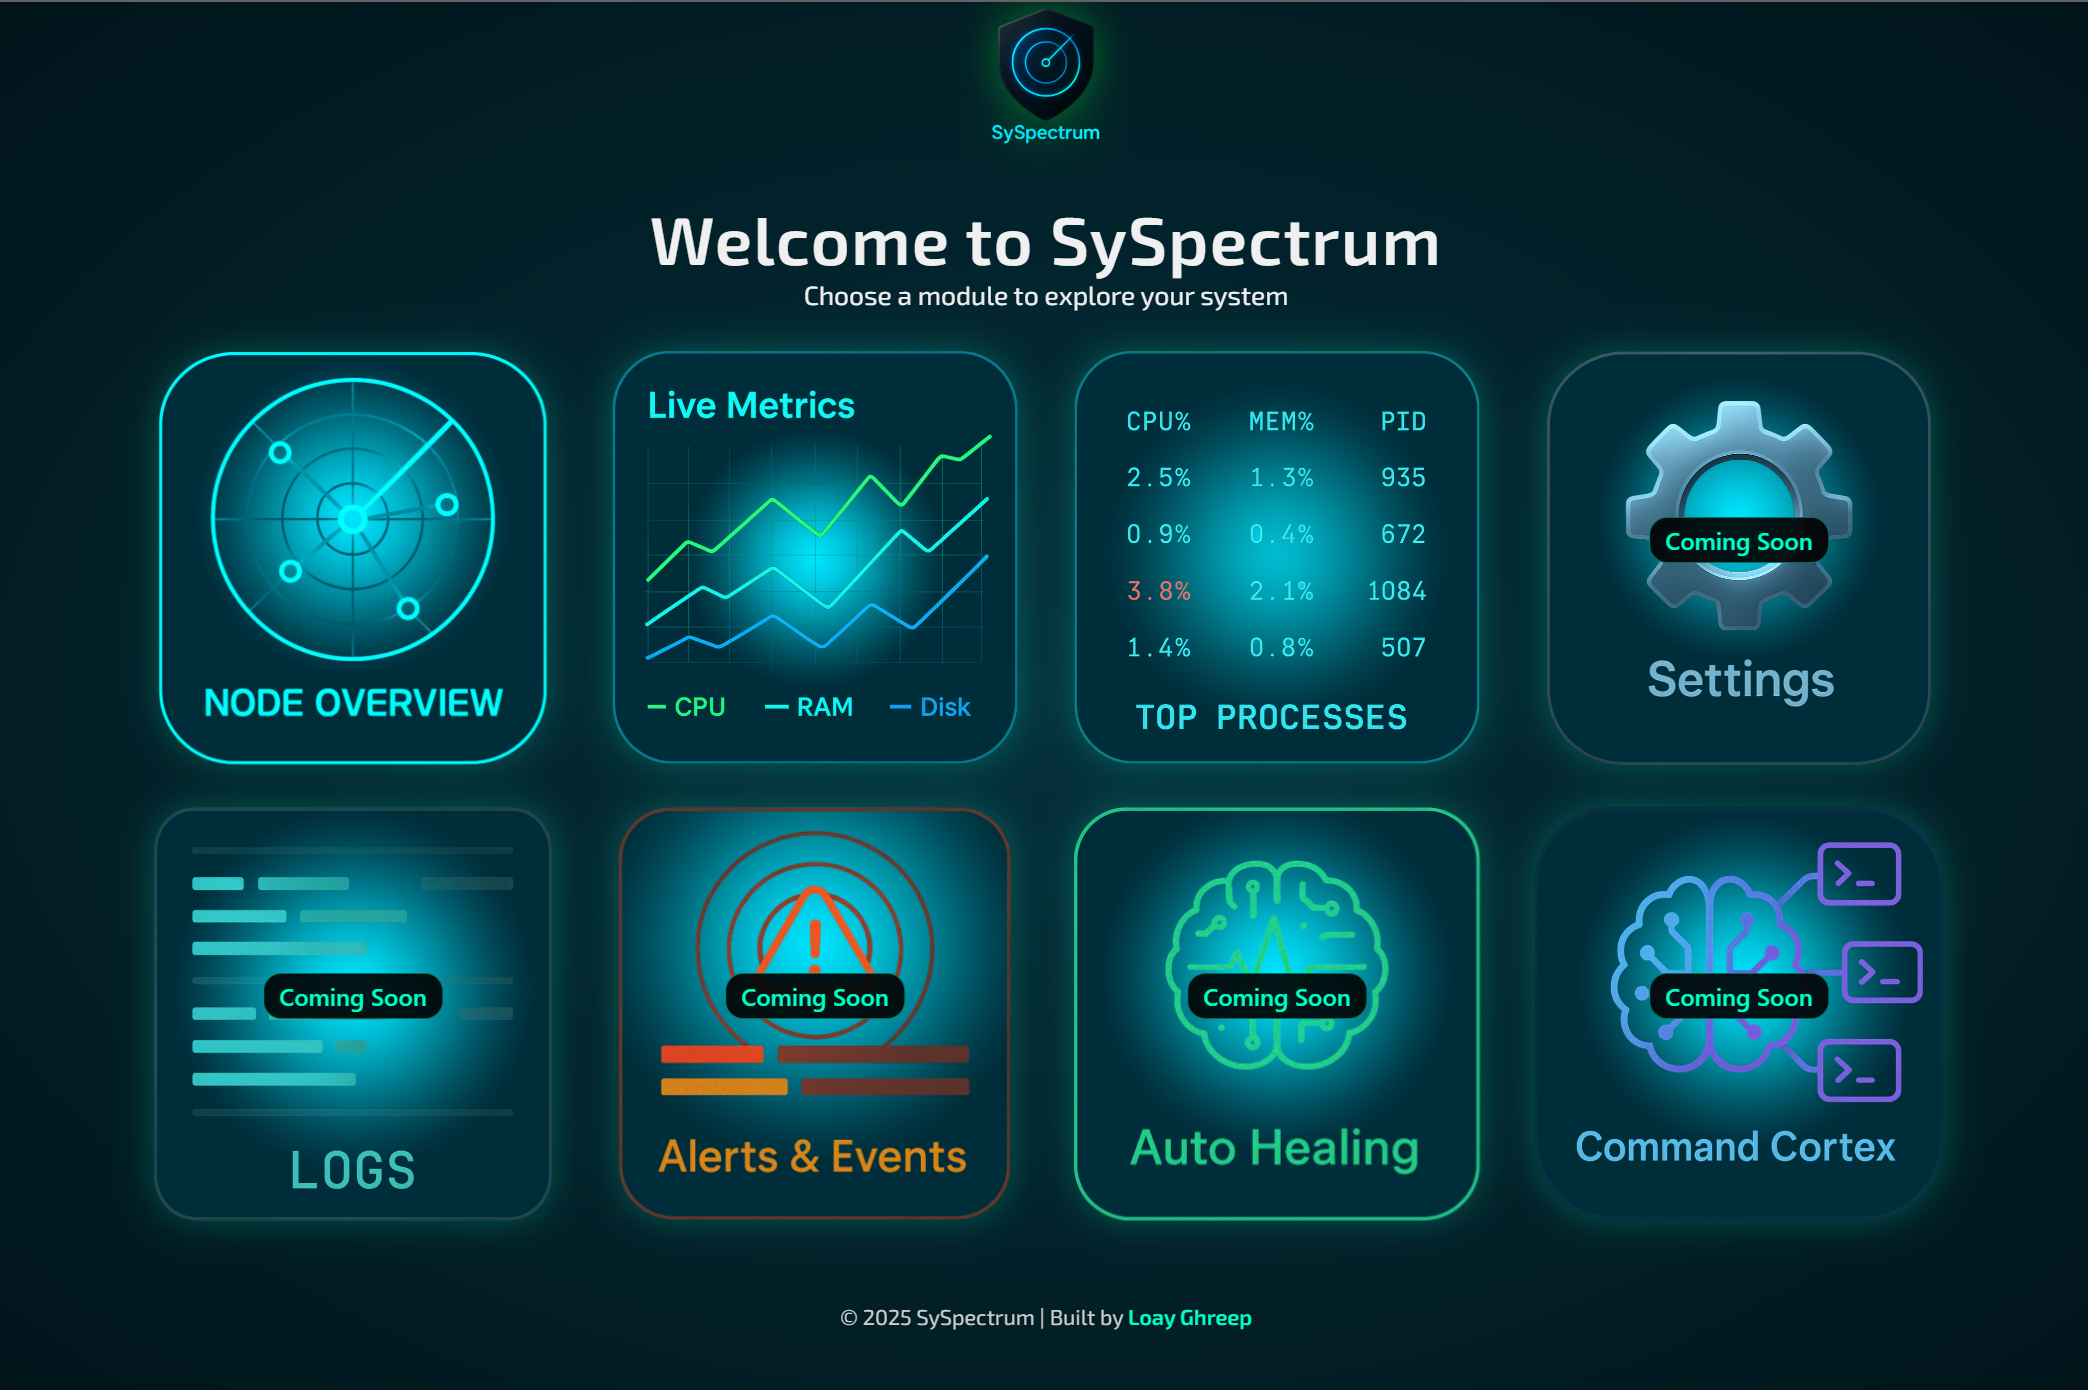 SySpectrum
Welcome to SySpectrum
Choose a module to explore your system
NODE OVERVIEW
Live Metrics
CPU RAM Disk
CPU% MEM% PID
2.5% 1.3% 935
0.9% 0.4% 672
3.8% 2.1% 1084
1.4% 0.8% 507
TOP PROCESSES
Coming Soon
Settings
Coming Soon
LOGS
Coming Soon
Alerts & Events
Coming Soon
Auto Healing
Coming Soon
Command Cortex
© 2025 SySpectrum | Built by Loay Ghreep